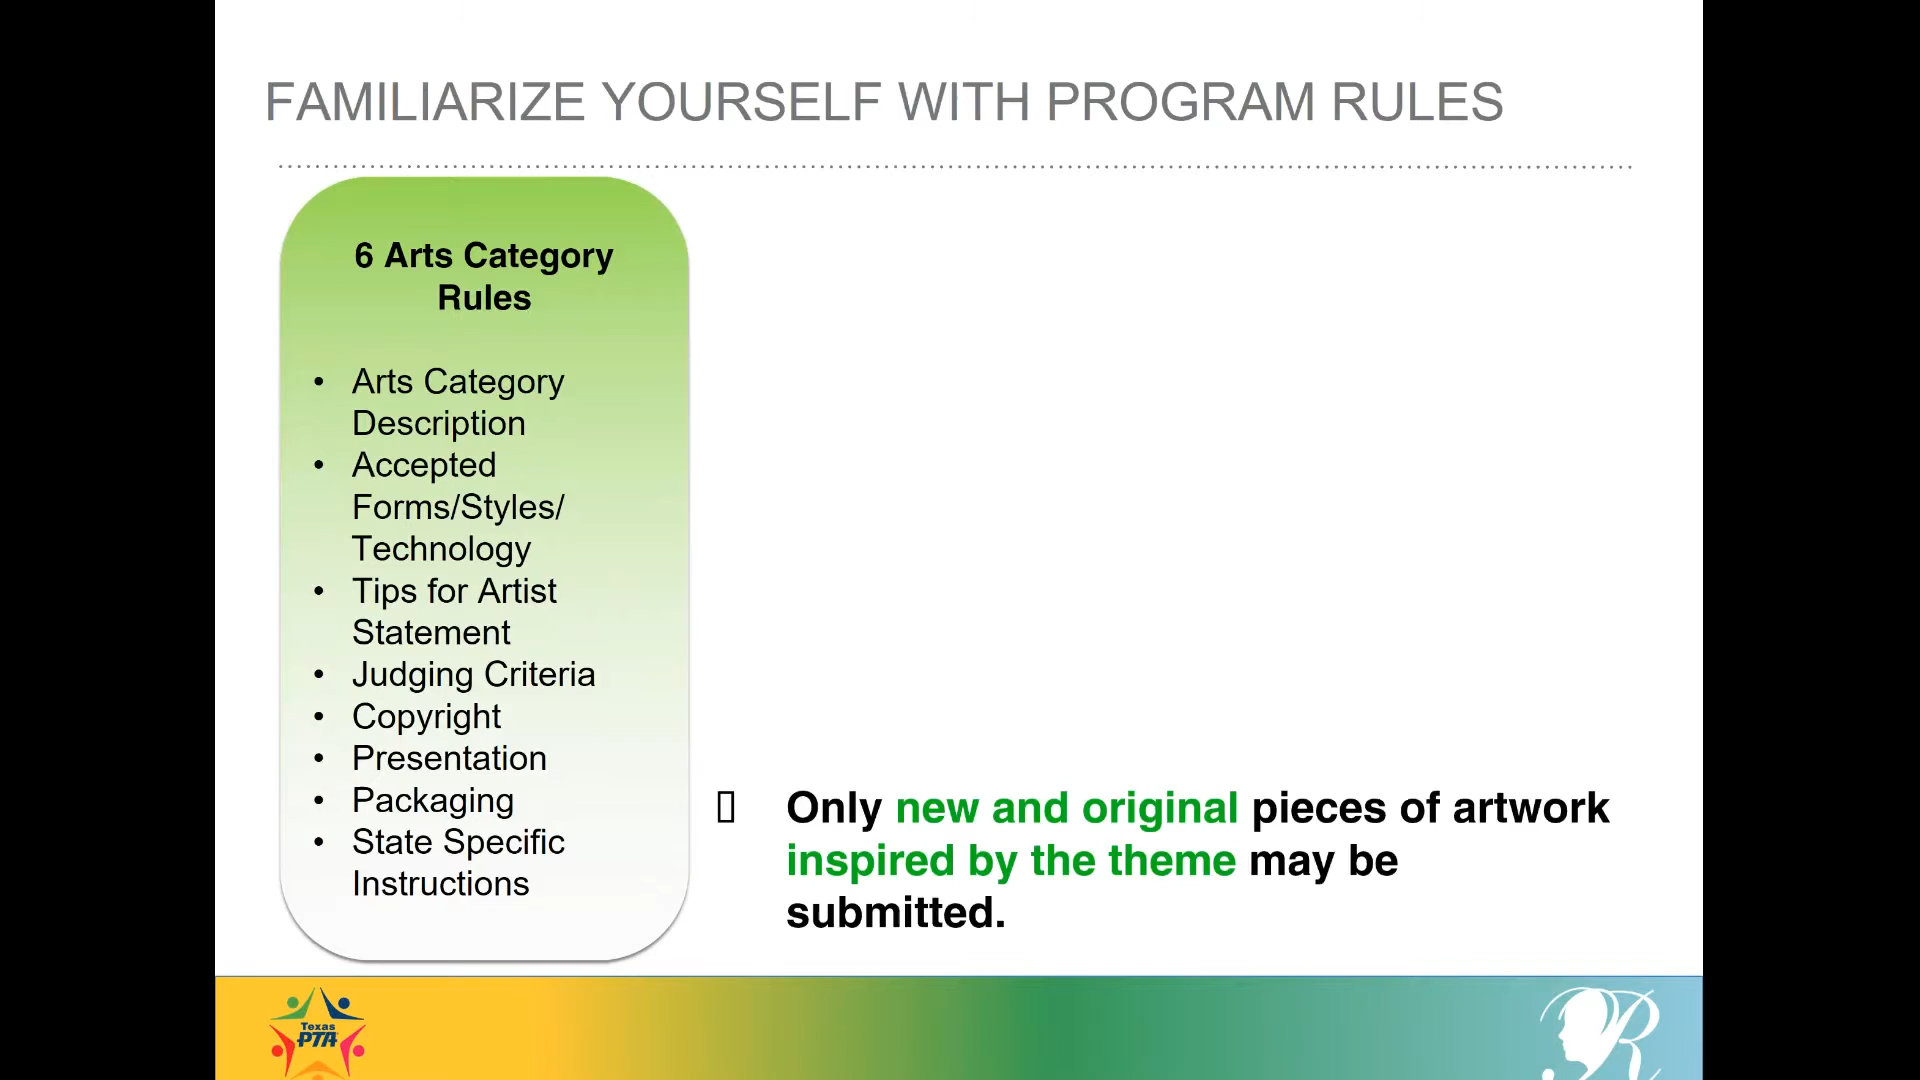 FAMILIARIZE YOURSELF WITH PROGRAM RULES
6 Arts Category
Rules
• Arts Category
Description
• Accepted
Forms/Styles/
Technology
• Tips for Artist
Statement
• Judging Criteria
• Copyright
• Presentation
• Packaging
• State Specific
Instructions
Only new and original pieces of artwork
inspired by the theme may be
submitted.
Texas
PTA
R